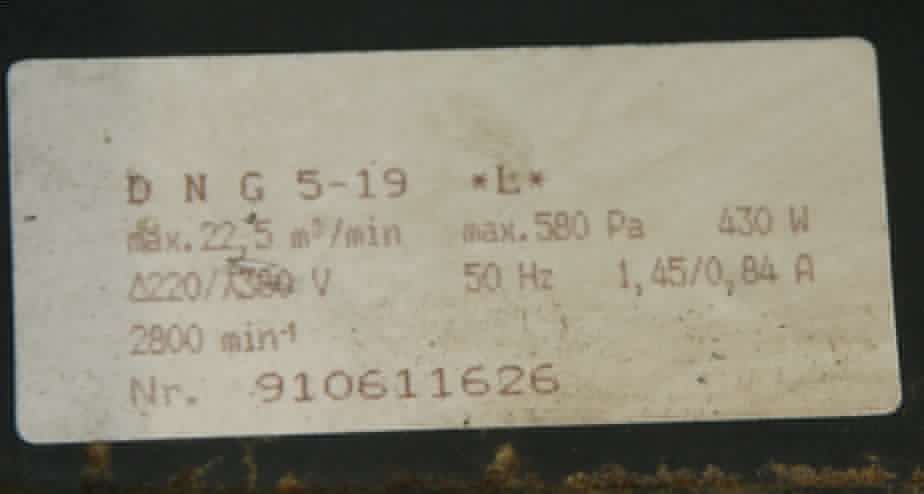 D N G 5-19 *L*
max.22,5 m³/min max.580 Pa 430 W
Δ220/Y380 V 50 Hz 1,45/0,84 A
2800 min⁻¹
Nr. 910611626